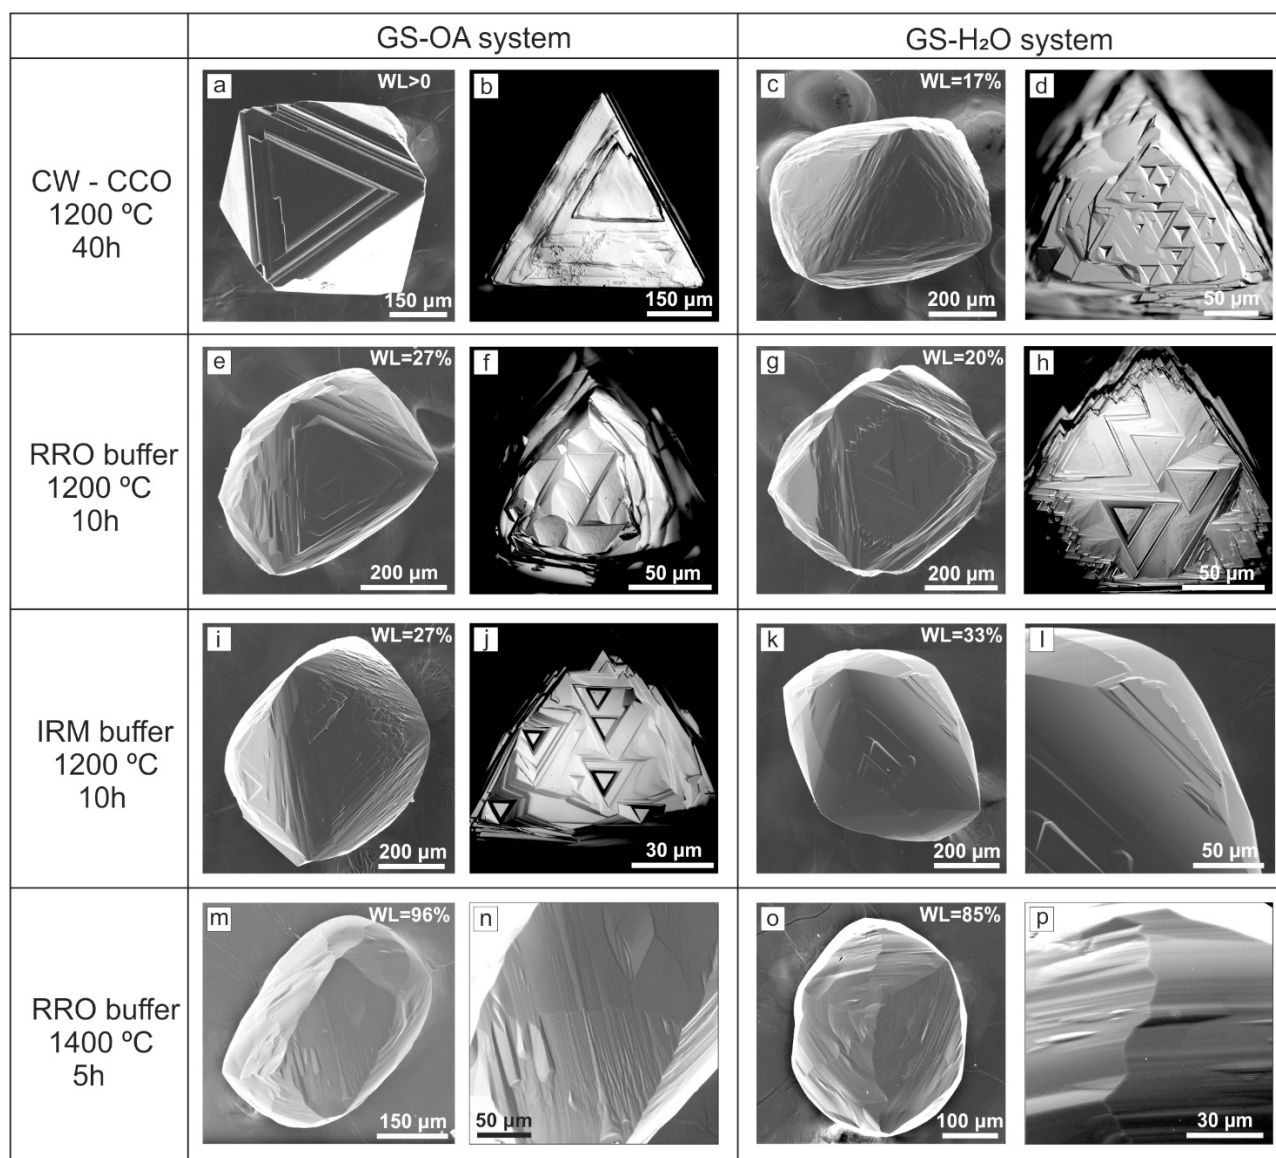 GS-OA system
GS-H₂O system
CW - CCO
1200 ºC
40h
a
WL>0
150 µm
b
150 µm
c
WL=17%
200 µm
d
50 µm
RRO buffer
1200 ºC
10h
e
WL=27%
200 µm
f
50 µm
g
WL=20%
200 µm
h
50 µm
IRM buffer
1200 ºC
10h
i
WL=27%
200 µm
j
30 µm
k
WL=33%
200 µm
l
50 µm
RRO buffer
1400 ºC
5h
m
WL=96%
150 µm
n
50 µm
o
WL=85%
100 µm
p
30 µm